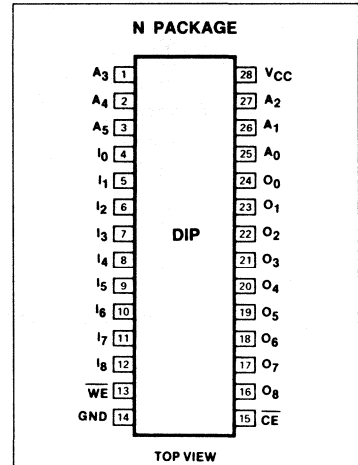 N PACKAGE
A3 1 28 VCC
A4 2 27 A2
A5 3 26 A1
I0 4 25 A0
I1 5 24 O0
I2 6 23 O1
I3 7 22 O2
DIP
I4 8 21 O3
I5 9 20 O4
I6 10 19 O5
I7 11 18 O6
I8 12 17 O7
WE 13 16 O8
GND 14 15 CE
TOP VIEW